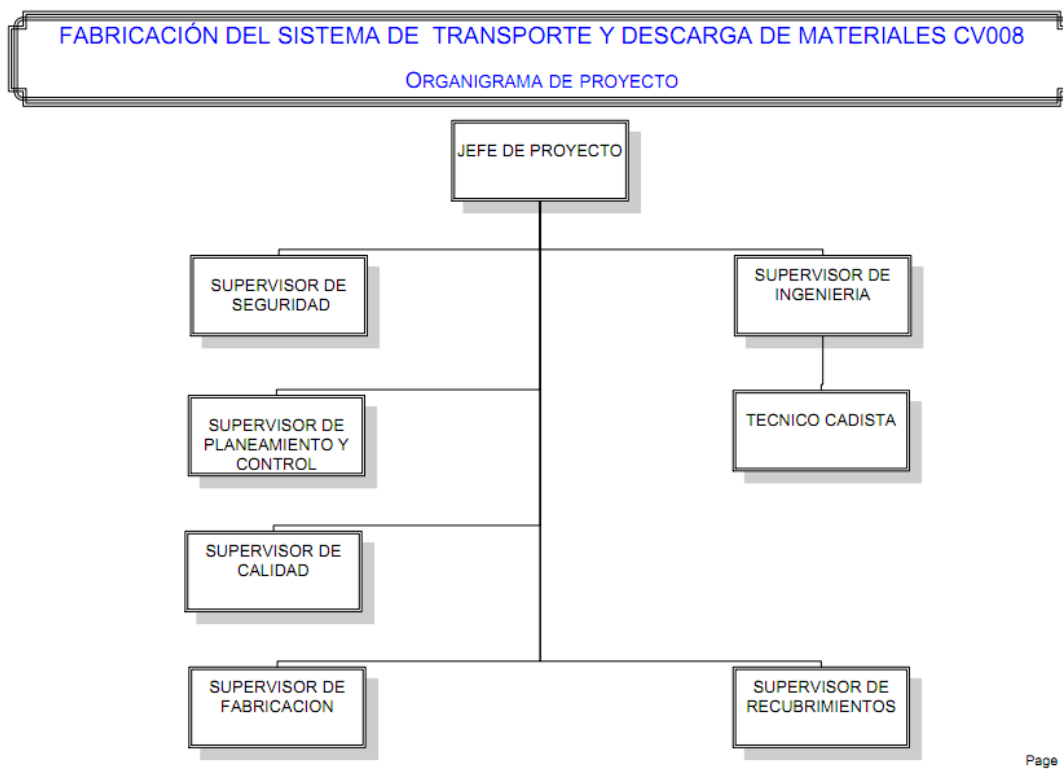 FABRICACIÓN DEL SISTEMA DE TRANSPORTE Y DESCARGA DE MATERIALES CV008
ORGANIGRAMA DE PROYECTO
JEFE DE PROYECTO
SUPERVISOR DE
SEGURIDAD
SUPERVISOR DE
INGENIERIA
SUPERVISOR DE
PLANEAMIENTO Y
CONTROL
TECNICO CADISTA
SUPERVISOR DE
CALIDAD
SUPERVISOR DE
FABRICACION
SUPERVISOR DE
RECUBRIMIENTOS
Page